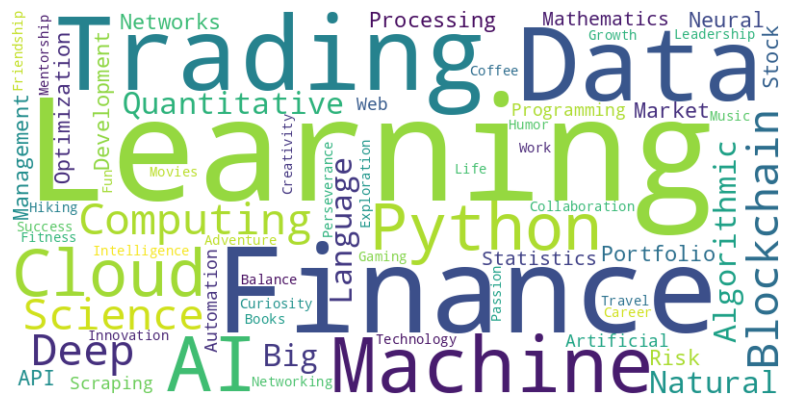 Friendship
Mentorship
Networks
Trading
Processing
Mathematics
Neural
Growth
Leadership
Stock
Data
Coffee
Management
Optimization
Development
Quantitative
Web
Programming
Market
Music
Humor
Learning
Creativity
Work
Fun
Movies
Life
Perseverance
Exploration
Language
Hiking
Success
Fitness
Computing
Python
Collaboration
Algorithmic
Blockchain
Adventure
Intelligence
Cloud
Automation
Finance
Gaming
Statistics
Portfolio
Balance
Passion
Science
Curiosity
Books
Travel
Career
Innovation
Deep
AI
Big
Machine
Technology
Artificial
Risk
API
Scraping
Networking
Natural